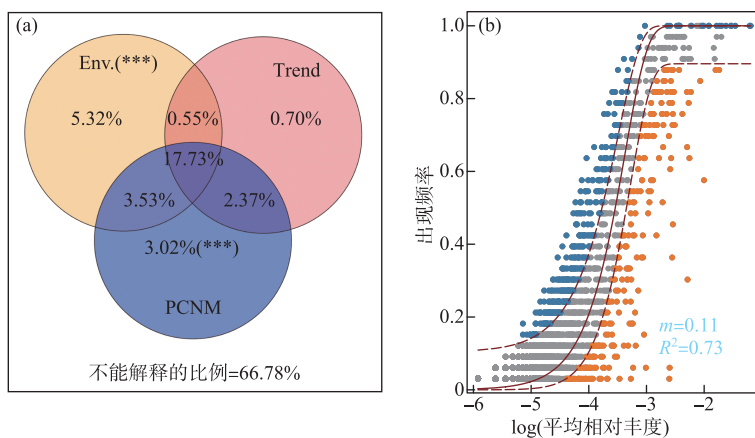 (a)
Env.(***)
Trend
5.32%
0.55%
0.70%
17.73%
3.53%
2.37%
3.02%(***)
PCNM
不能解释的比例=66.78%
(b)
1.0
0.8
0.6
0.4
0.2
0
出现频率
m=0.11
R²=0.73
−6
−5
−4
−3
−2
log(平均相对丰度)